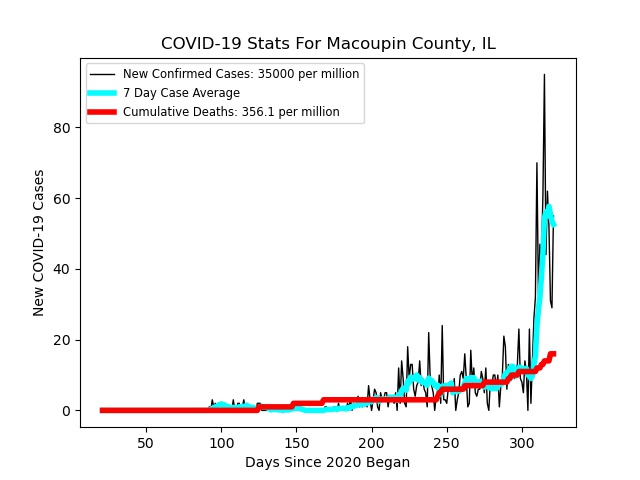 COVID-19 Stats For Macoupin County, IL
New Confirmed Cases: 35000 per million
7 Day Case Average
Cumulative Deaths: 356.1 per million
New COVID-19 Cases
80
60
40
20
0
50 100 150 200 250 300
Days Since 2020 Began